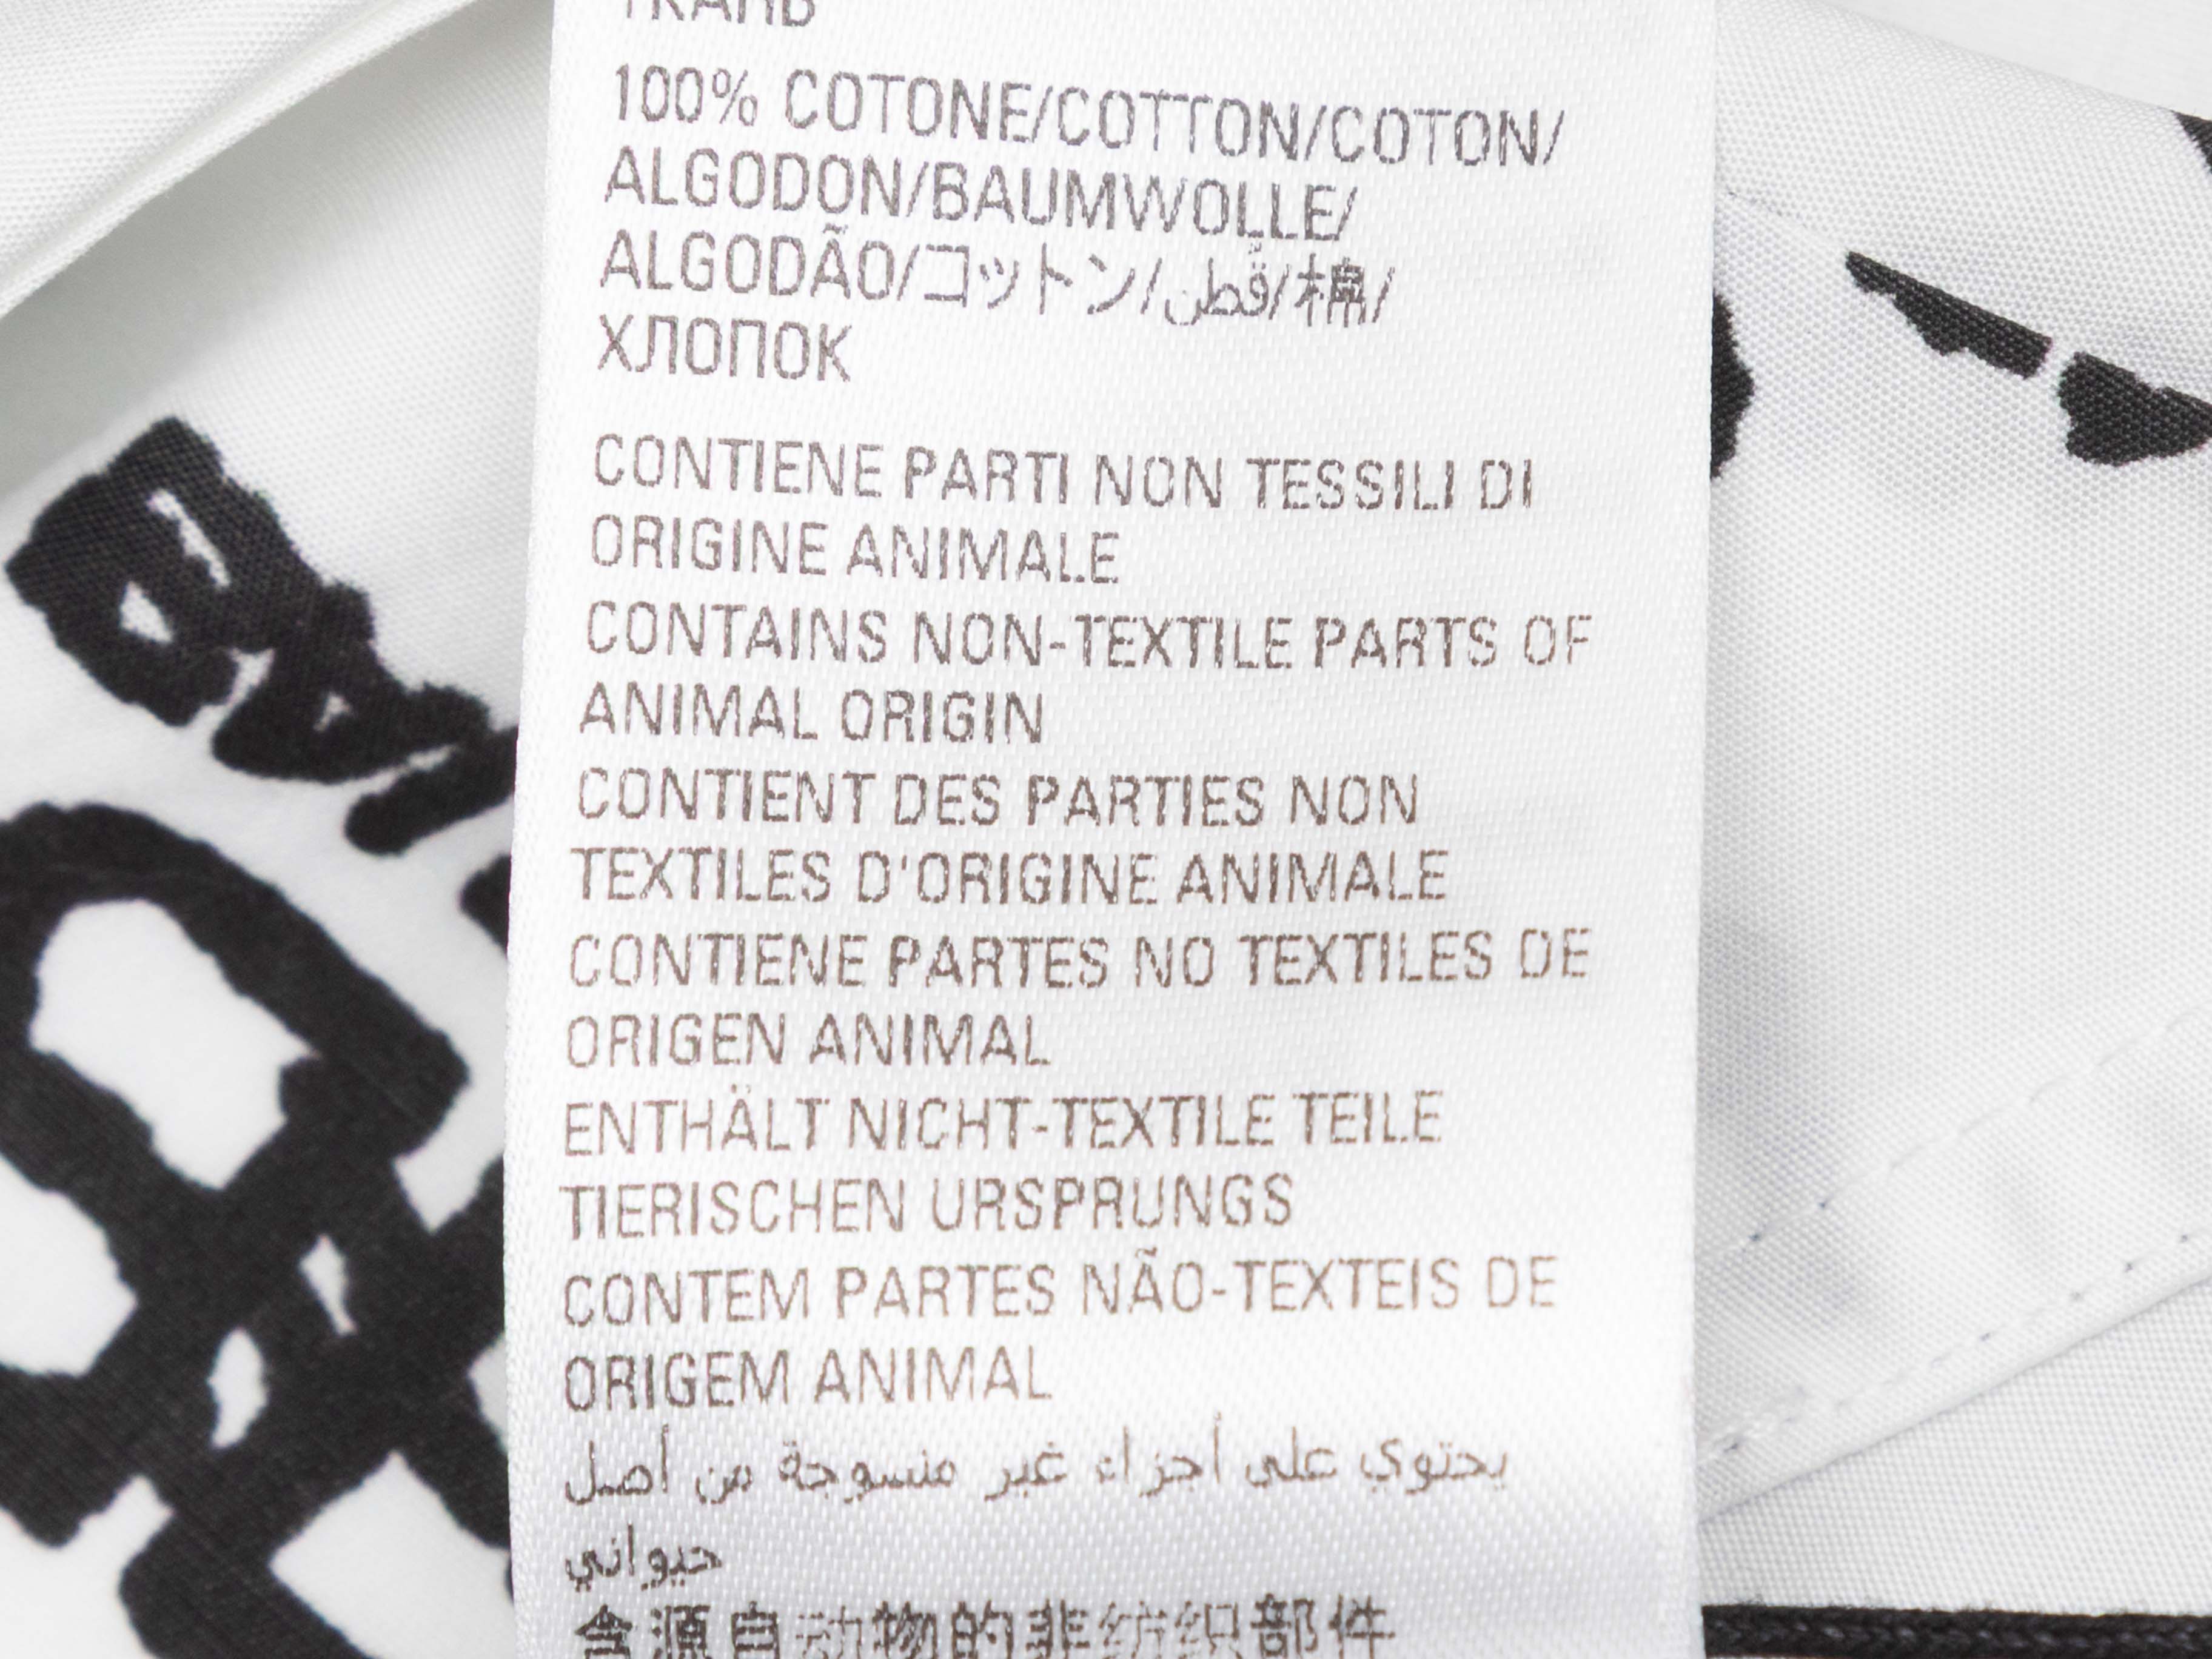 ТКАНЬ
100% COTONE/COTTON/COTON/
ALGODON/BAUMWOLLE/
ALGODÃO/コットン/قُطن/棉/
ХЛОПОК
CONTIENE PARTI NON TESSILI DI
ORIGINE ANIMALE
CONTAINS NON-TEXTILE PARTS OF
ANIMAL ORIGIN
CONTIENT DES PARTIES NON
TEXTILES D'ORIGINE ANIMALE
CONTIENE PARTES NO TEXTILES DE
ORIGEN ANIMAL
ENTHÄLT NICHT-TEXTILE TEILE
TIERISCHEN URSPRUNGS
CONTEM PARTES NÃO-TEXTEIS DE
ORIGEM ANIMAL
يحتوي على أجزاء غير منسوجة من أصل
حيواني
含源自动物的非纺织部件